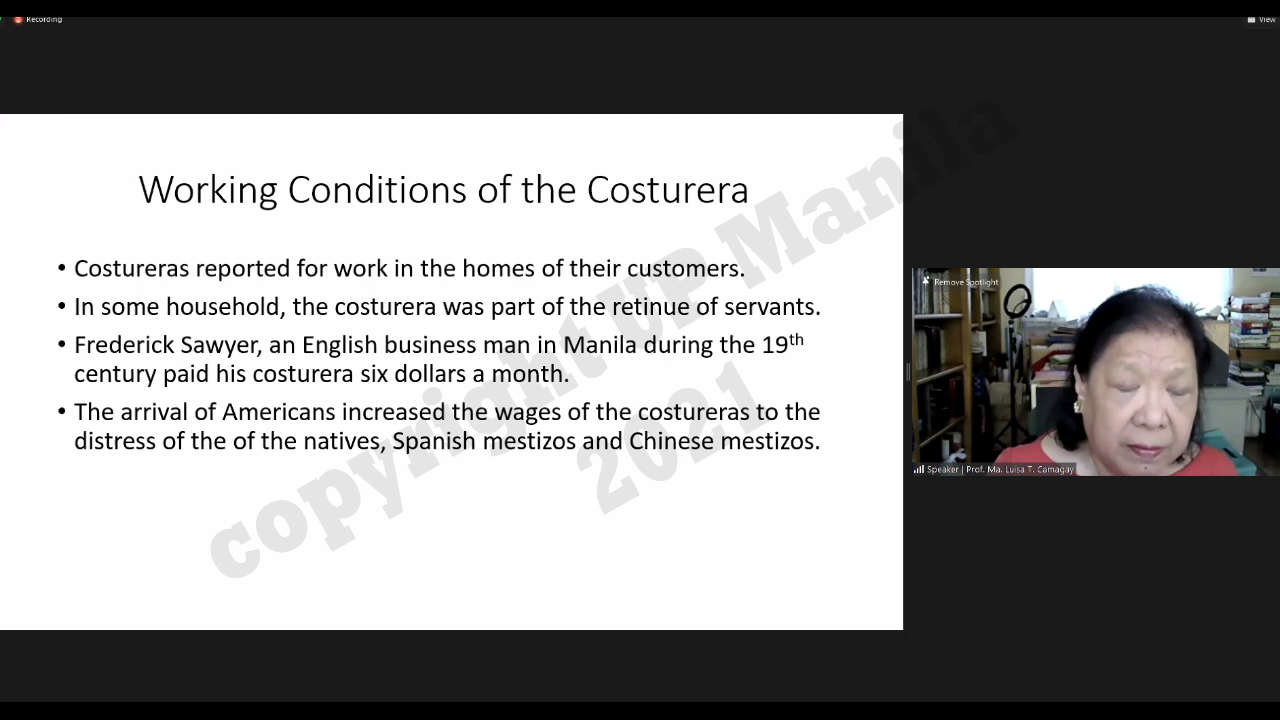 Recording
View
Working Conditions of the Costurera
• Costureras reported for work in the homes of their customers.
• In some household, the costurera was part of the retinue of servants.
• Frederick Sawyer, an English business man in Manila during the 19th
century paid his costurera six dollars a month.
• The arrival of Americans increased the wages of the costureras to the
distress of the of the natives, Spanish mestizos and Chinese mestizos.
copyright UP Manila
2021
Remove Spotlight
Speaker | Prof. Ma. Luisa T. Camagay